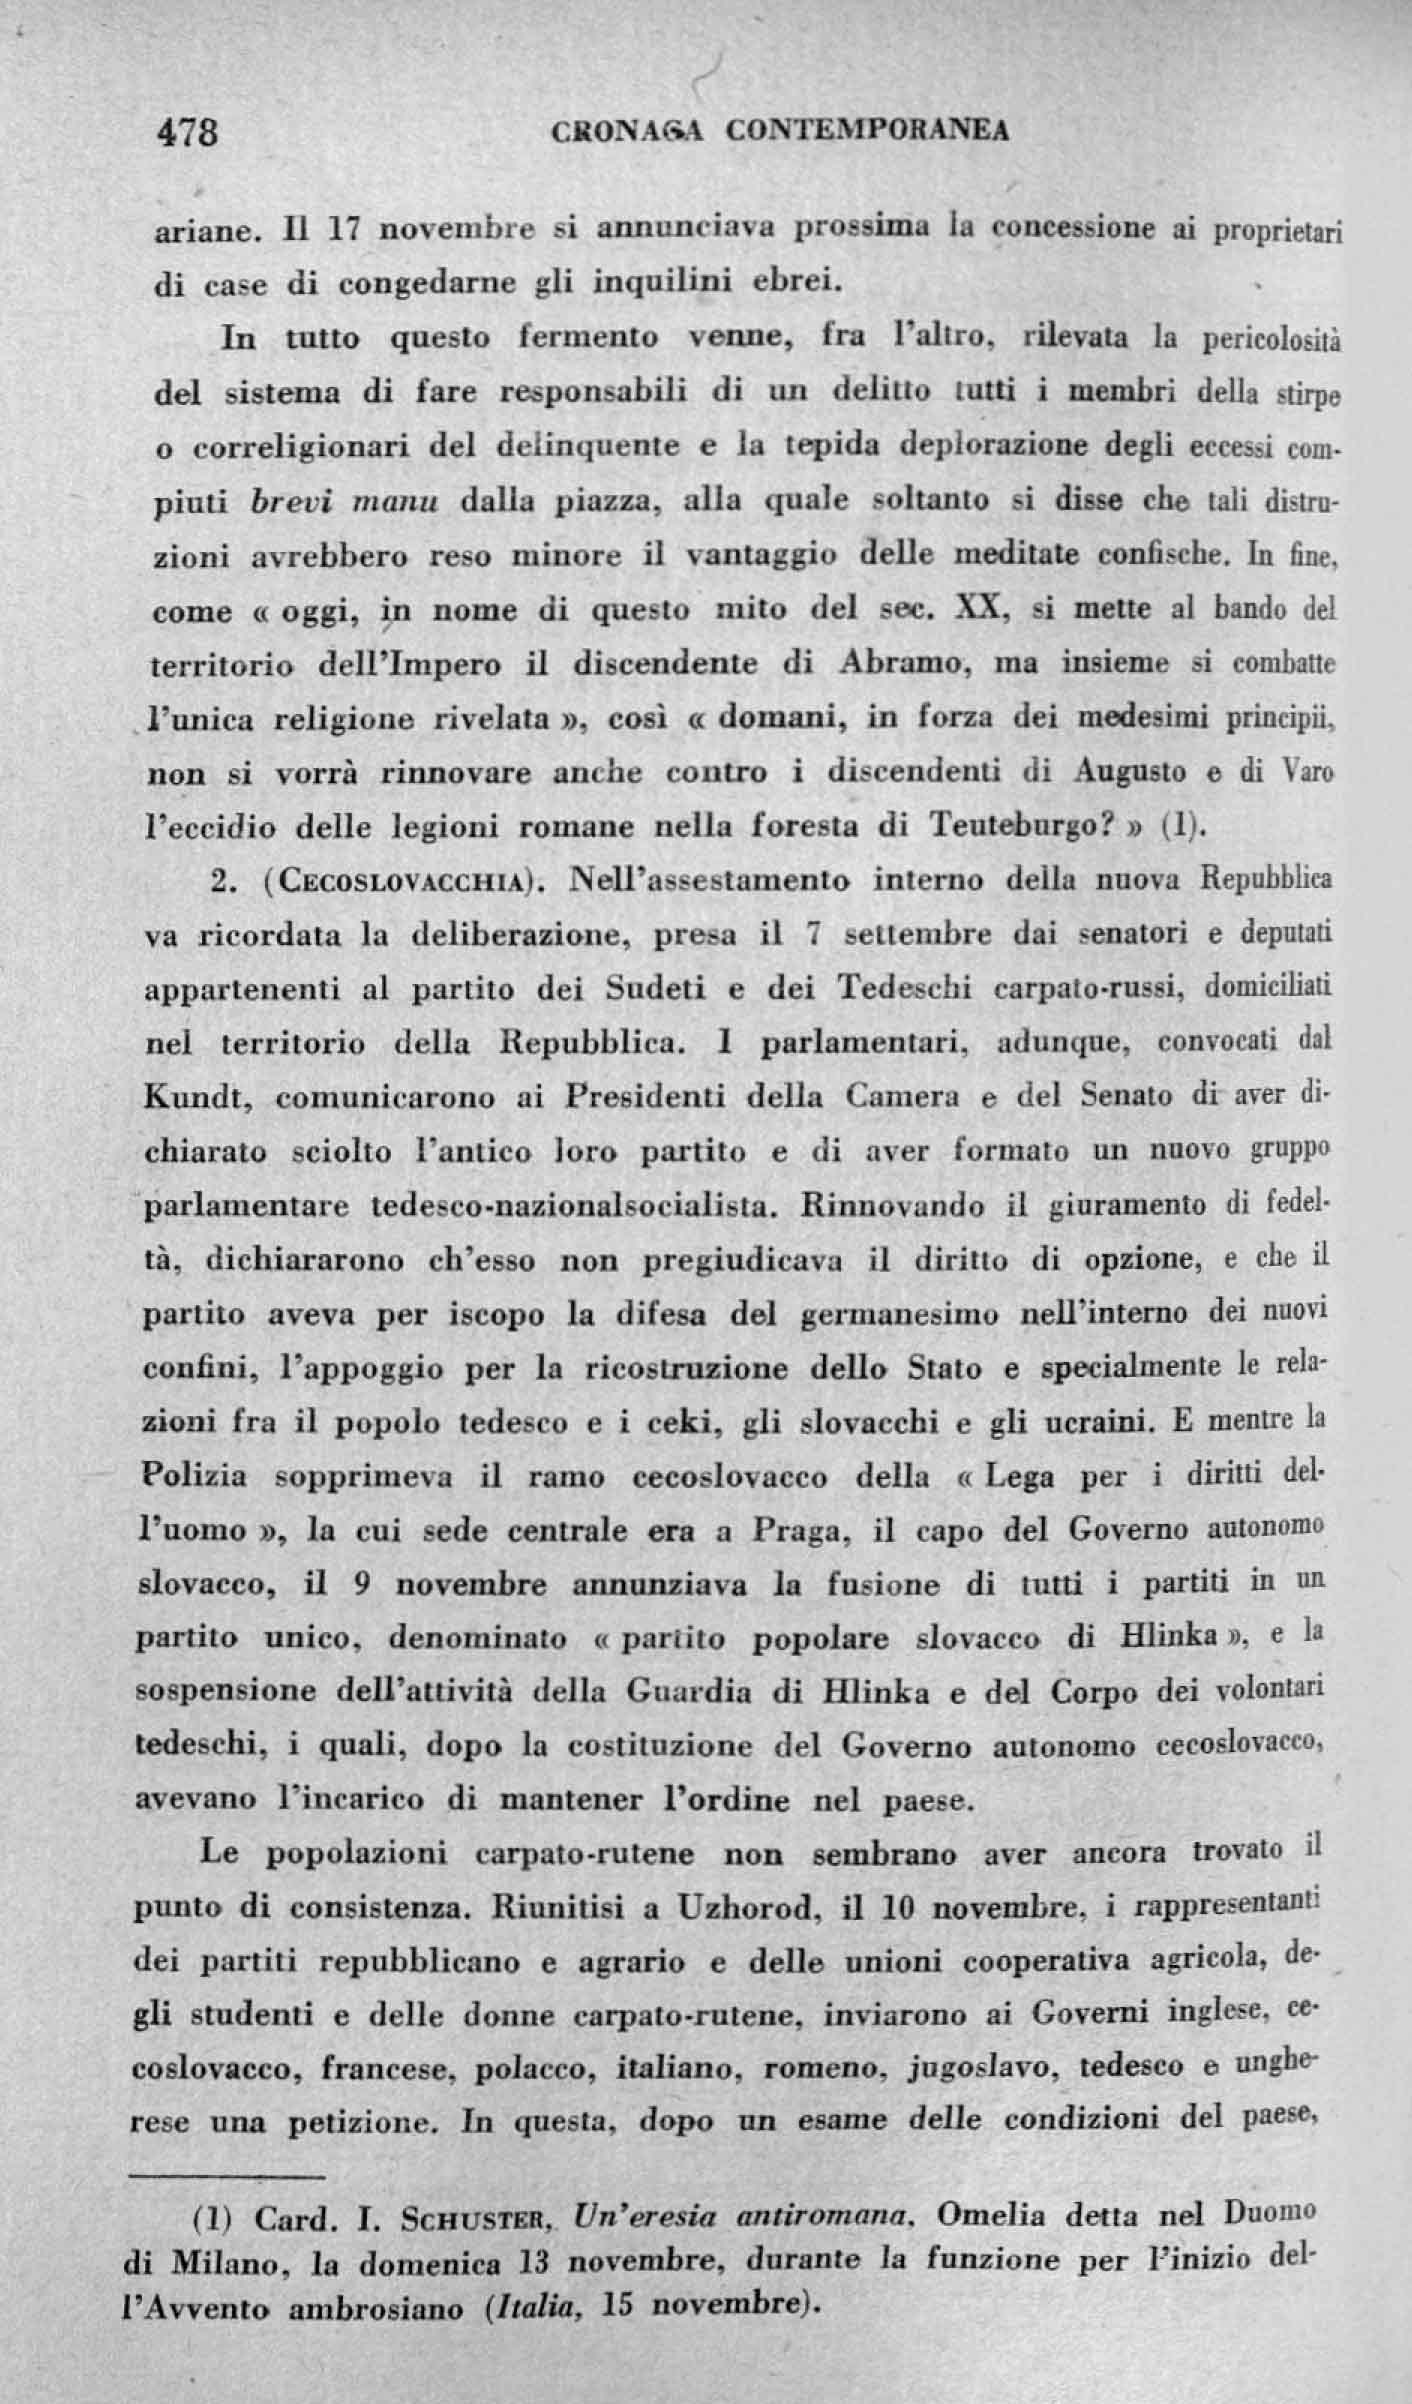 478
CRONACA CONTEMPORANEA
ariane. Il 17 novembre si annunciava prossima la concessione ai proprietari
di case di congedarne gli inquilini ebrei.
In tutto questo fermento venne, fra l'altro, rilevata la pericolosità
del sistema di fare responsabili di un delitto tutti i membri della stirpe
o correligionari del delinquente e la tepida deplorazione degli eccessi com-
piuti brevi manu dalla piazza, alla quale soltanto si disse che tali distru-
zioni avrebbero reso minore il vantaggio delle meditate confische. In fine,
come « oggi, in nome di questo mito del sec. XX, si mette al bando del
territorio dell'Impero il discendente di Abramo, ma insieme si combatte
l'unica religione rivelata », così « domani, in forza dei medesimi principii,
non si vorrà rinnovare anche contro i discendenti di Augusto e di Varo
l'eccidio delle legioni romane nella foresta di Teuteburgo? » (1).
2. (CECOSLOVACCHIA). Nell'assestamento interno della nuova Repubblica
va ricordata la deliberazione, presa il 7 settembre dai senatori e deputati
appartenenti al partito dei Sudeti e dei Tedeschi carpato-russi, domiciliati
nel territorio della Repubblica. I parlamentari, adunque, convocati dal
Kundt, comunicarono ai Presidenti della Camera e del Senato di aver di-
chiarato sciolto l'antico loro partito e di aver formato un nuovo gruppo
parlamentare tedesco-nazionalsocialista. Rinnovando il giuramento di fedel-
tà, dichiararono ch'esso non pregiudicava il diritto di opzione, e che il
partito aveva per iscopo la difesa del germanesimo nell'interno dei nuovi
confini, l'appoggio per la ricostruzione dello Stato e specialmente le rela-
zioni fra il popolo tedesco e i ceki, gli slovacchi e gli ucraini. E mentre la
Polizia sopprimeva il ramo cecoslovacco della « Lega per i diritti del-
l'uomo », la cui sede centrale era a Praga, il capo del Governo autonomo
slovacco, il 9 novembre annunziava la fusione di tutti i partiti in un
partito unico, denominato « partito popolare slovacco di Hlinka », e la
sospensione dell'attività della Guardia di Hlinka e del Corpo dei volontari
tedeschi, i quali, dopo la costituzione del Governo autonomo cecoslovacco,
avevano l'incarico di mantener l'ordine nel paese.
Le popolazioni carpato-rutene non sembrano aver ancora trovato il
punto di consistenza. Riunitisi a Uzhorod, il 10 novembre, i rappresentanti
dei partiti repubblicano e agrario e delle unioni cooperativa agricola, de-
gli studenti e delle donne carpato-rutene, inviarono ai Governi inglese, ce-
coslovacco, francese, polacco, italiano, romeno, jugoslavo, tedesco e unghe-
rese una petizione. In questa, dopo un esame delle condizioni del paese,
(1) Card. I. SCHUSTER, Un'eresia antiromana, Omelia detta nel Duomo
di Milano, la domenica 13 novembre, durante la funzione per l'inizio del-
l'Avvento ambrosiano (Italia, 15 novembre).